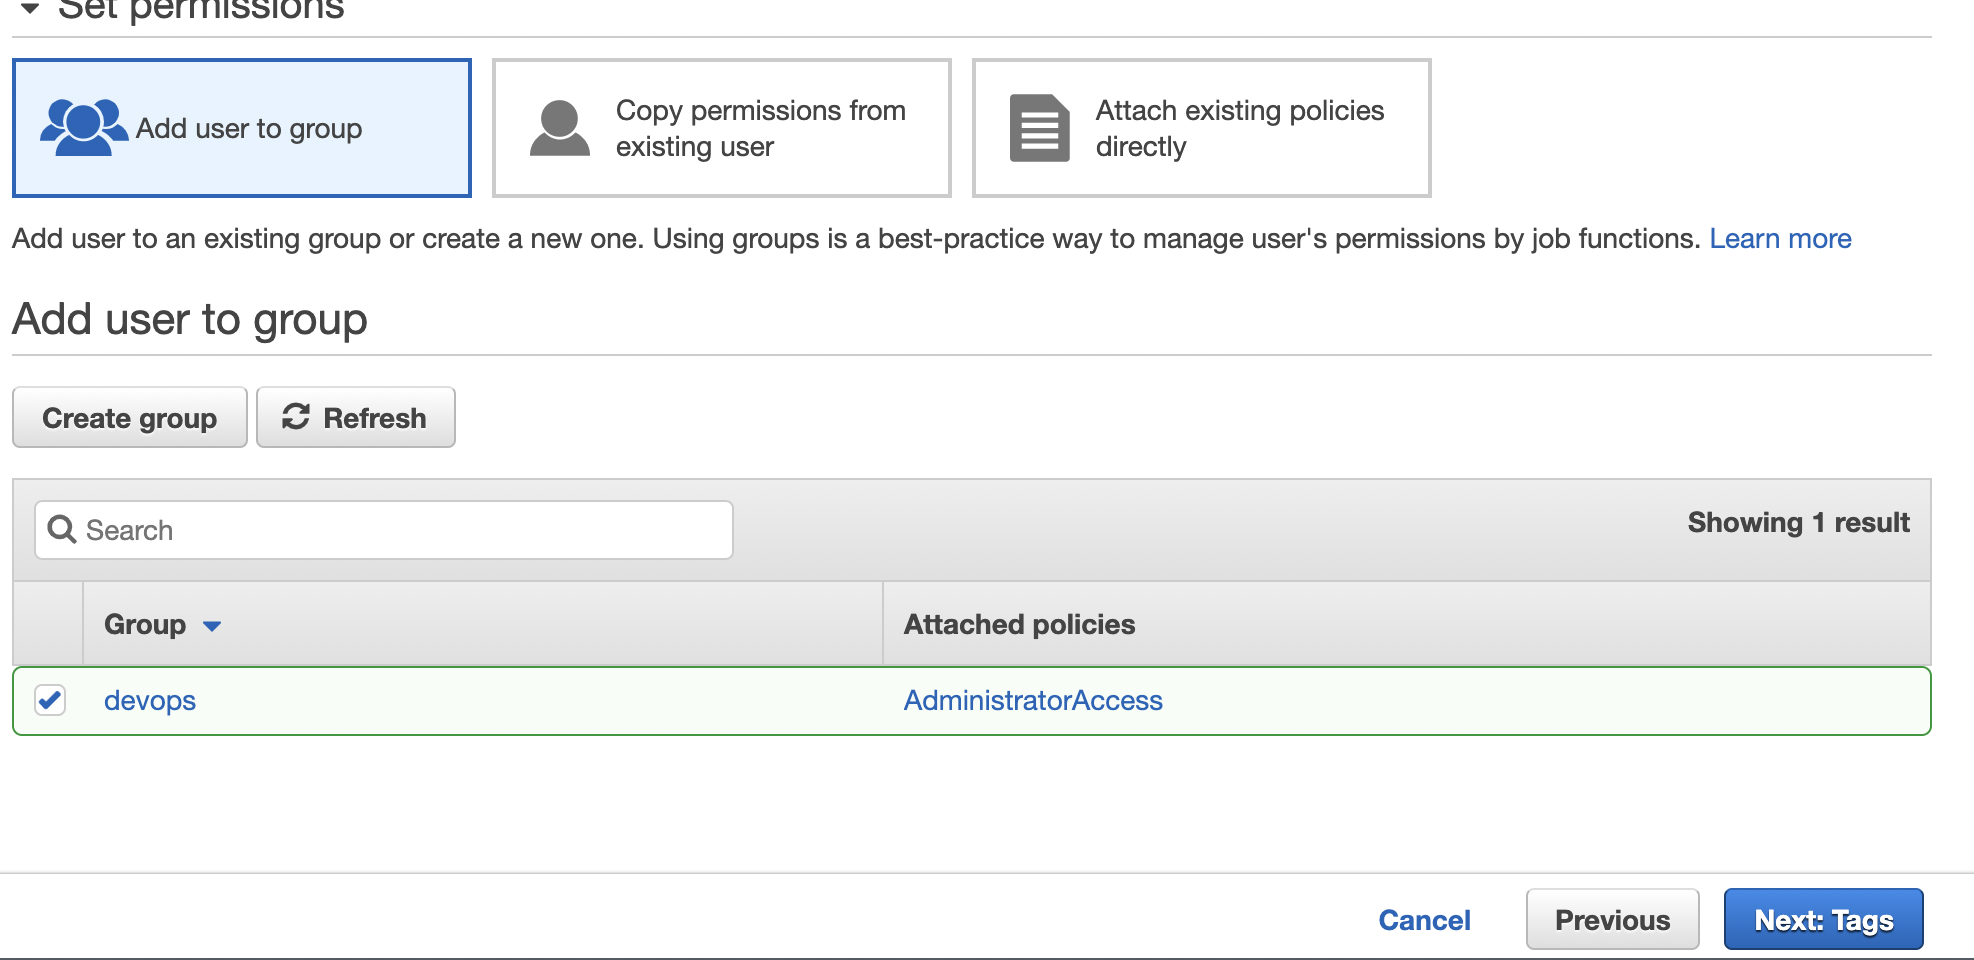 Set permissions
Add user to group
Copy permissions from
existing user
Attach existing policies
directly
Add user to an existing group or create a new one. Using groups is a best-practice way to manage user's permissions by job functions. Learn more
Add user to group
Create group Refresh
Search
Showing 1 result
Group Attached policies
devops AdministratorAccess
Cancel Previous Next: Tags